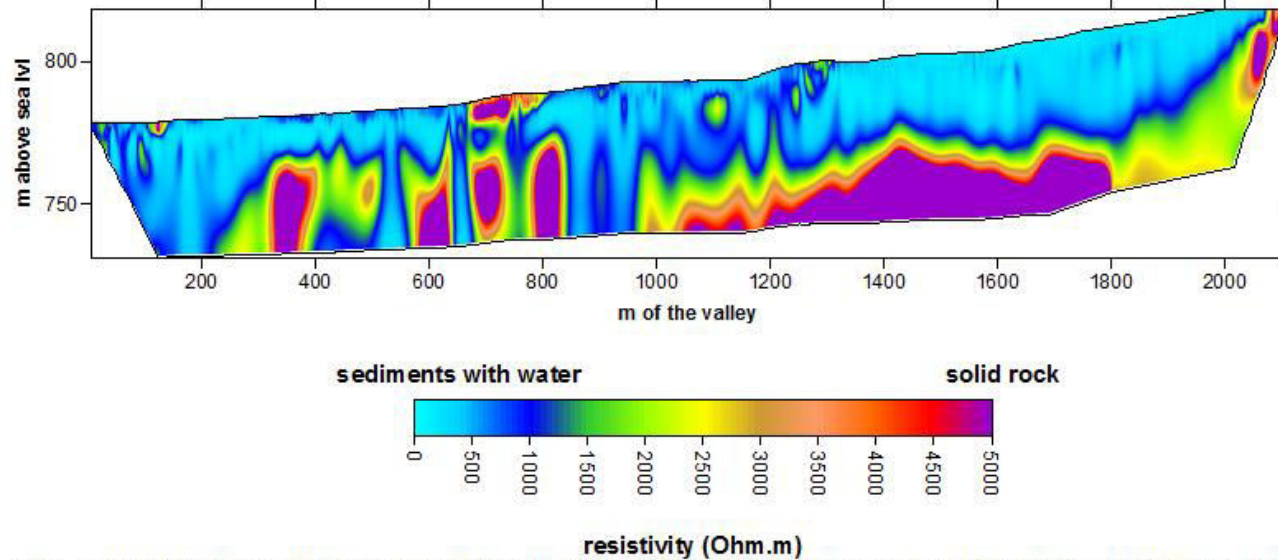 m above sea lvl
800
750
200 400 600 800 1000 1200 1400 1600 1800 2000
m of the valley
sediments with water solid rock
0 500 1000 1500 2000 2500 3000 3500 4000 4500 5000
resistivity (Ohm.m)